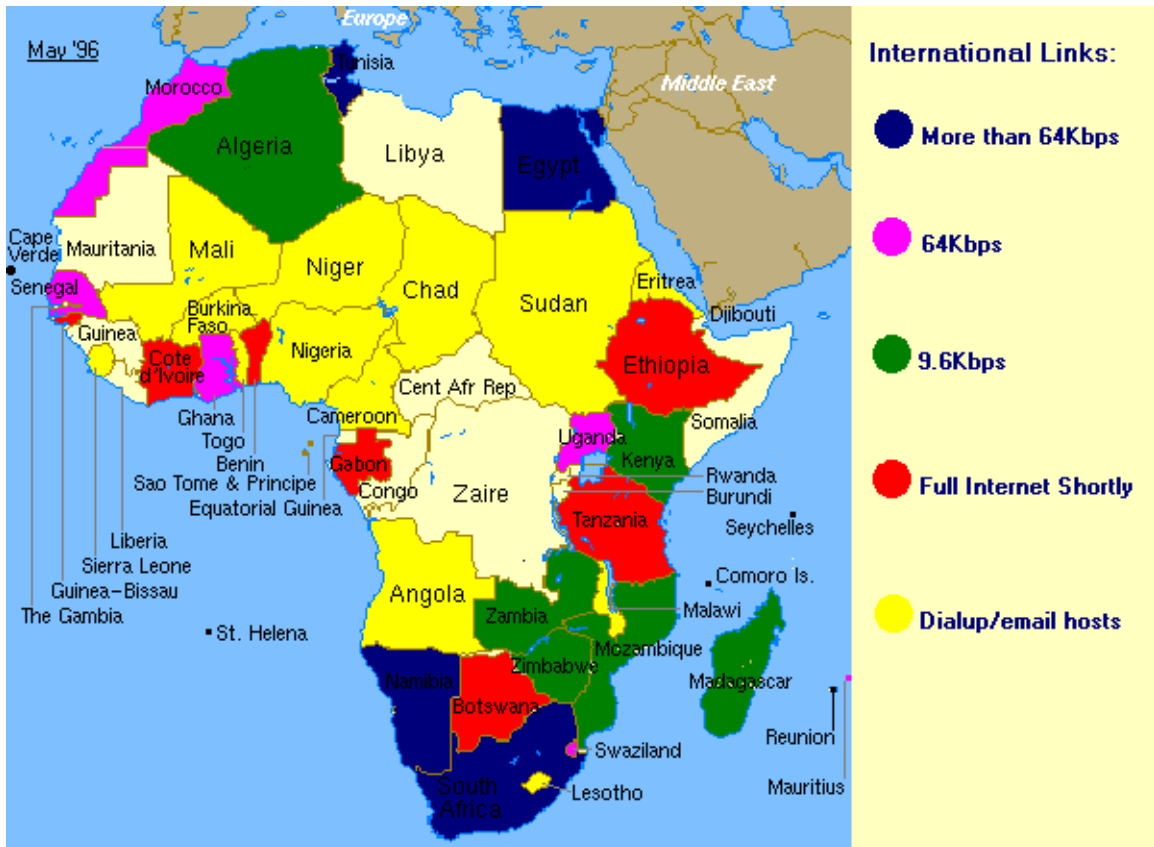 Europe
May '96
Tunisia
Morocco
Middle East
Algeria
Libya
Egypt
Cape
Verde
Mauritania
Mali
Niger
Chad
Sudan
Eritrea
Senegal
Djibouti
Burkina
Faso
Guinea
Nigeria
Cote
d'Ivoire
Ethiopia
Cent Afr Rep
Ghana
Cameroon
Somalia
Togo
Uganda
Kenya
Benin
Gabon
Sao Tome & Principe
Congo
Zaire
Rwanda
Equatorial Guinea
Burundi
Tanzania
Seychelles
Liberia
Sierra Leone
Guinea-Bissau
The Gambia
Comoro Is.
Angola
Zambia
Malawi
St. Helena
Mozambique
Zimbabwe
Namibia
Madagascar
Botswana
Reunion
Swaziland
Mauritius
South
Africa
Lesotho
International Links:
More than 64Kbps
64Kbps
9.6Kbps
Full Internet Shortly
Dialup/email hosts